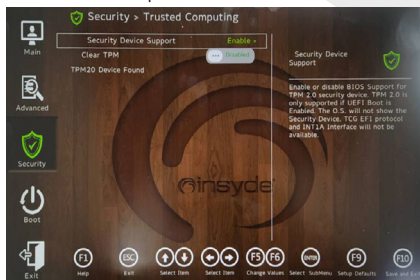 Security > Trusted Computing
Main
Advanced
Security
Boot
Exit
Security Device Support
Enable
Clear TPM
Disabled
TPM20 Device Found
Security Device
Support
Enable or disable BIOS Support for
TPM 2.0 security device. TPM 2.0 is
only supported if UEFI Boot is
Enabled. The O.S. will not show the
Security Device. TCG EFI protocol
and INT1A Interface will not be
available.
insyde
F1
Help
ESC
Exit
Select Item
Select Item
F5
F6
Change Values
ENTER
Select SubMenu
F9
Setup Defaults
F10
Save and Exit